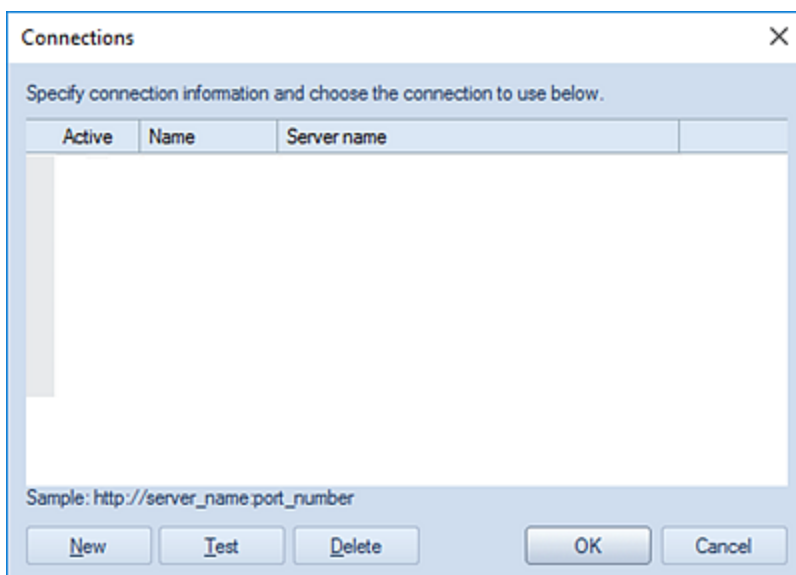 Connections
Specify connection information and choose the connection to use below.
Active Name Server name
Sample: http://server_name:port_number
New Test Delete OK Cancel